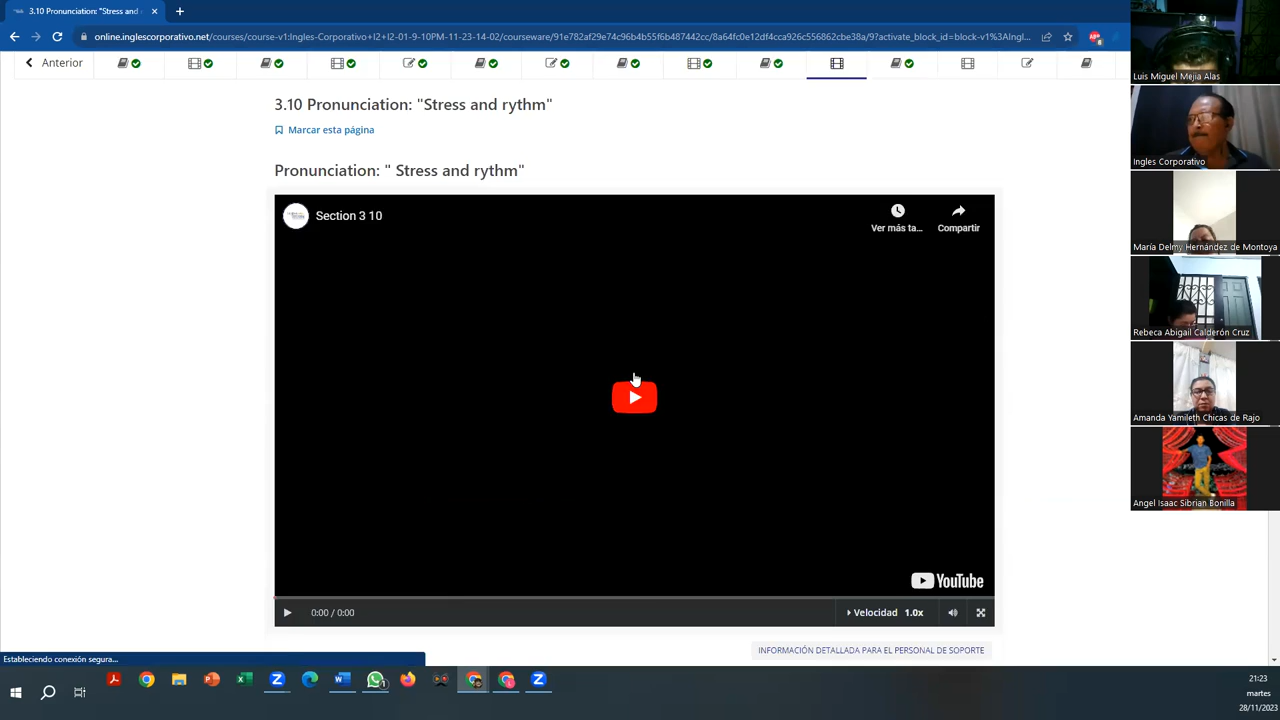 3.10 Pronunciation: "Stress and
online.inglescorporativo.net/courses/course-v1:Ingles-Corporativo+I2+I2-01-9-10PM-11-23-14-02/courseware/91e782af29e74c96b4b55f6b487442cc/8a64fc0e12df4cca926c556862cbe38a/9?activate_block_id=block-v1%3AIngl...
Anterior
3.10 Pronunciation: "Stress and rythm"
Marcar esta página
Pronunciation: " Stress and rythm"
Section 3 10
Ver más ta...
Compartir
YouTube
0:00 / 0:00
Velocidad 1.0x
INFORMACIÓN DETALLADA PARA EL PERSONAL DE SOPORTE
Estableciendo conexión segura...
Luis Miguel Mejia Alas
Ingles Corporativo
María Delmy Hernández de Montoya
Rebeca Abigail Calderón Cruz
Amanda Yamileth Chicas de Rajo
Angel Isaac Sibrian Bonilla
21:23
martes
28/11/2023